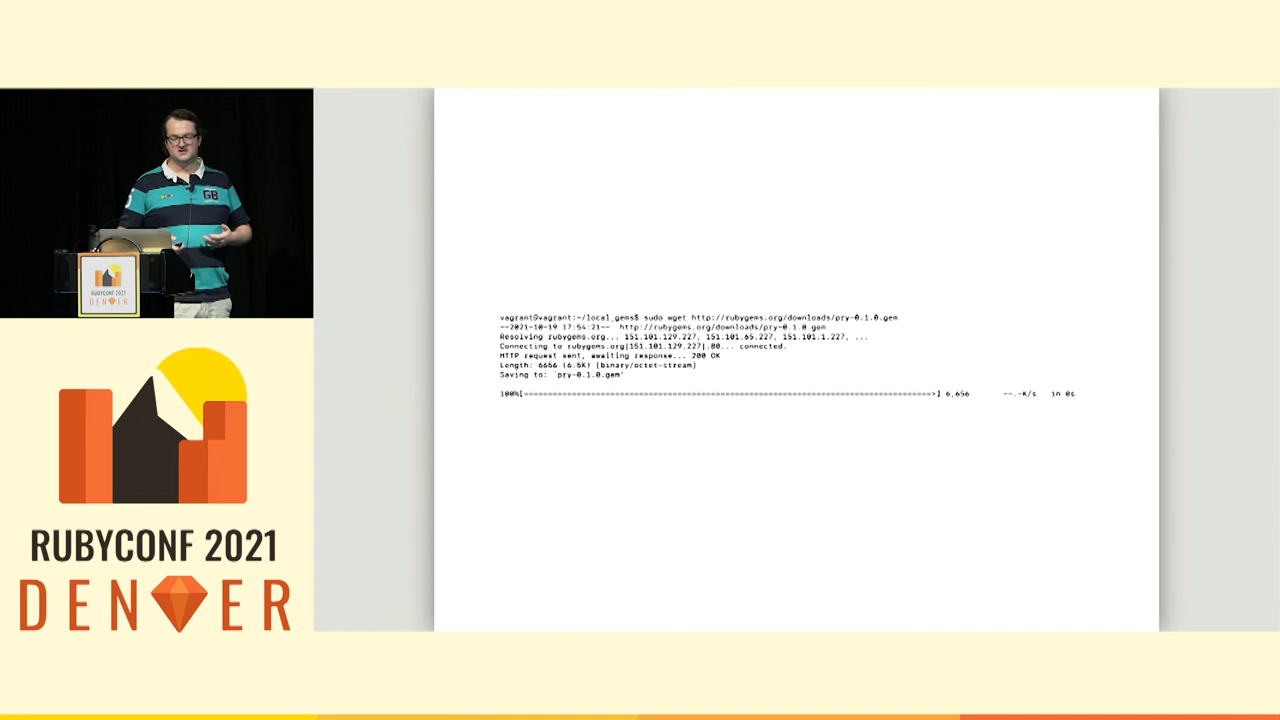 GB
RUBYCONF 2021
DENVER
RUBYCONF 2021
DENVER
vagrant@vagrant:~/local_gems$ sudo wget http://rubygems.org/downloads/pry-0.1.0.gem
--2021-10-19 17:54:21--  http://rubygems.org/downloads/pry-0.1.0.gem
Resolving rubygems.org... 151.101.129.227, 151.101.65.227, 151.101.1.227, ...
Connecting to rubygems.org|151.101.129.227|:80... connected.
HTTP request sent, awaiting response... 200 OK
Length: 6656 (6.5K) [binary/octet-stream]
Saving to: `pry-0.1.0.gem'
100%[======================================================================================>] 6,656       --.-K/s   in 0s